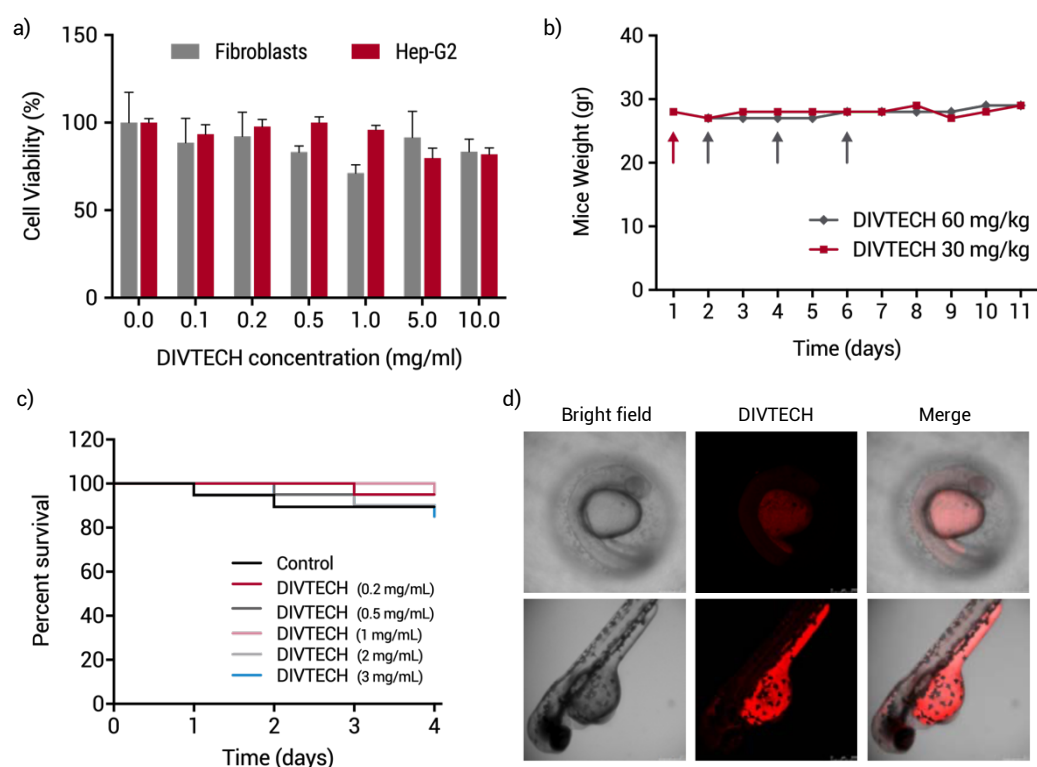 a)
150
100
50
0
Cell Viability (%)
Fibroblasts
Hep-G2
0.0 0.1 0.2 0.5 1.0 5.0 10.0
DIVTECH concentration (mg/ml)
b)
40
30
20
10
0
Mice Weight (gr)
DIVTECH 60 mg/kg
DIVTECH 30 mg/kg
1 2 3 4 5 6 7 8 9 10 11
Time (days)
c)
120
100
80
60
40
20
0
Percent survival
Control
DIVTECH (0.2 mg/mL)
DIVTECH (0.5 mg/mL)
DIVTECH (1 mg/mL)
DIVTECH (2 mg/mL)
DIVTECH (3 mg/mL)
0 1 2 3 4
Time (days)
d)
Bright field DIVTECH Merge